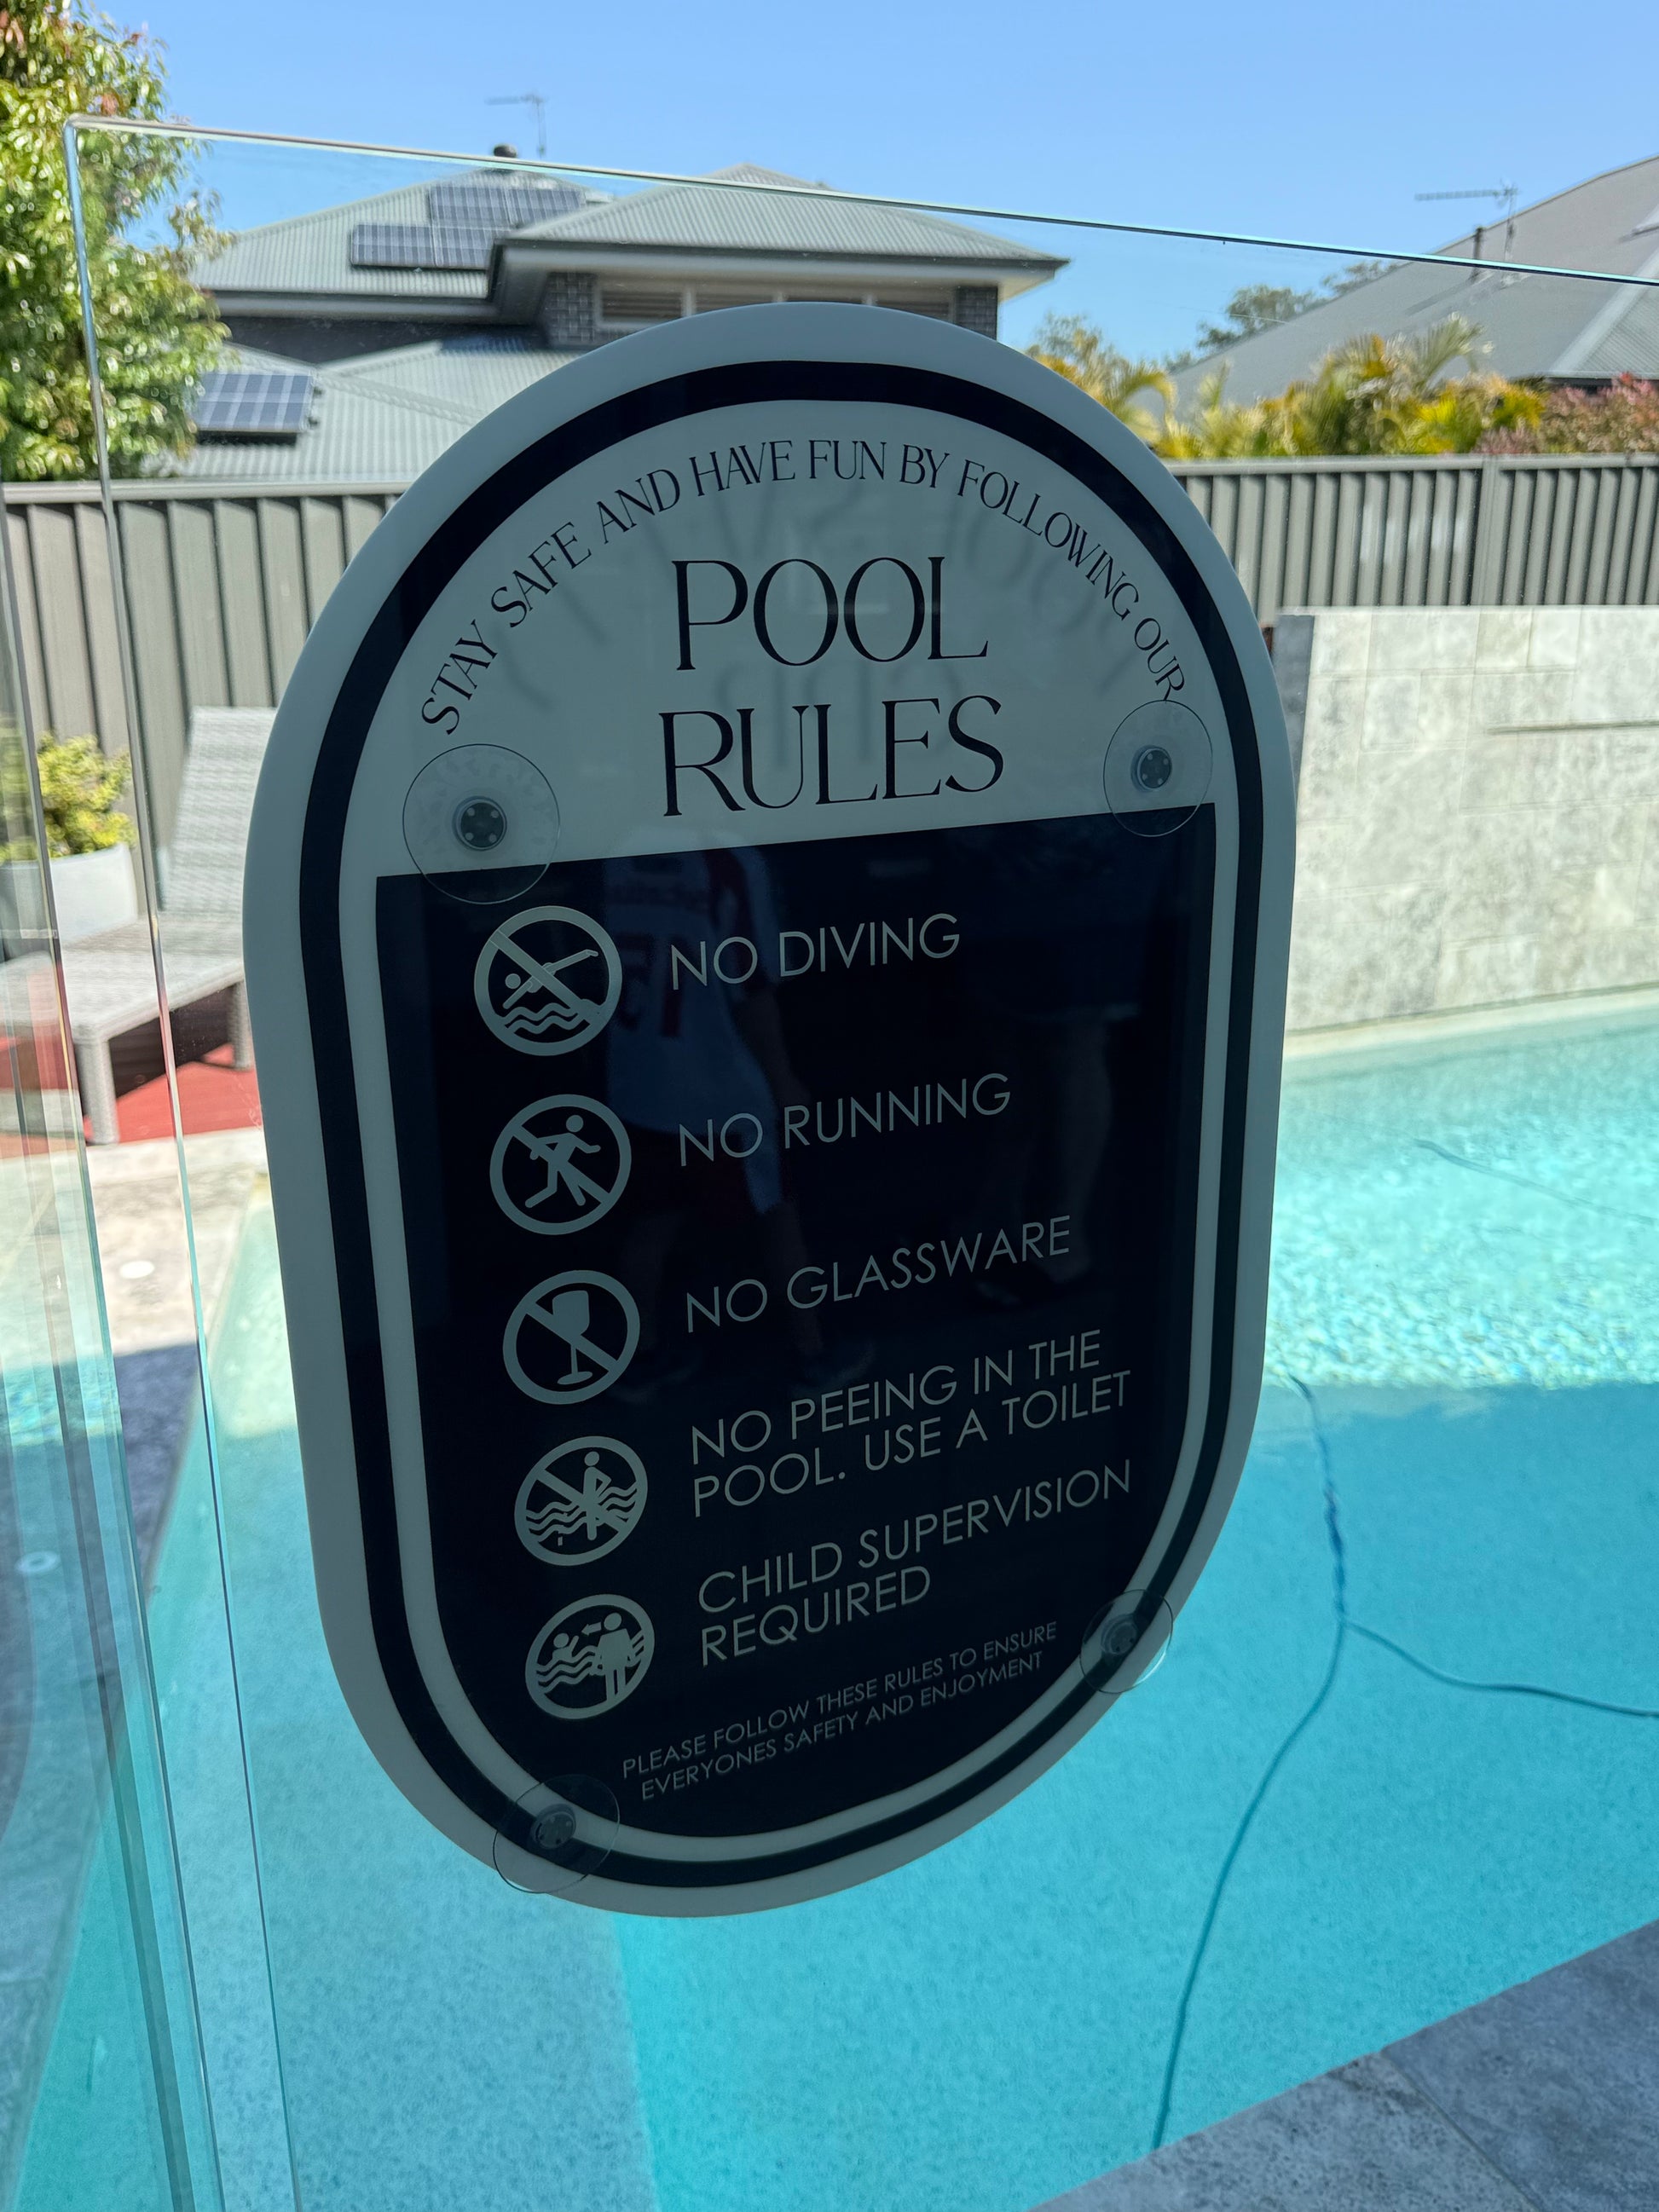 STAY SAFE AND HAVE FUN BY FOLLOWING OUR
POOL
RULES
NO DIVING
NO RUNNING
NO GLASSWARE
NO PEEING IN THE
POOL. USE A TOILET
CHILD SUPERVISION
REQUIRED
PLEASE FOLLOW THESE RULES TO ENSURE
EVERYONES SAFETY AND ENJOYMENT